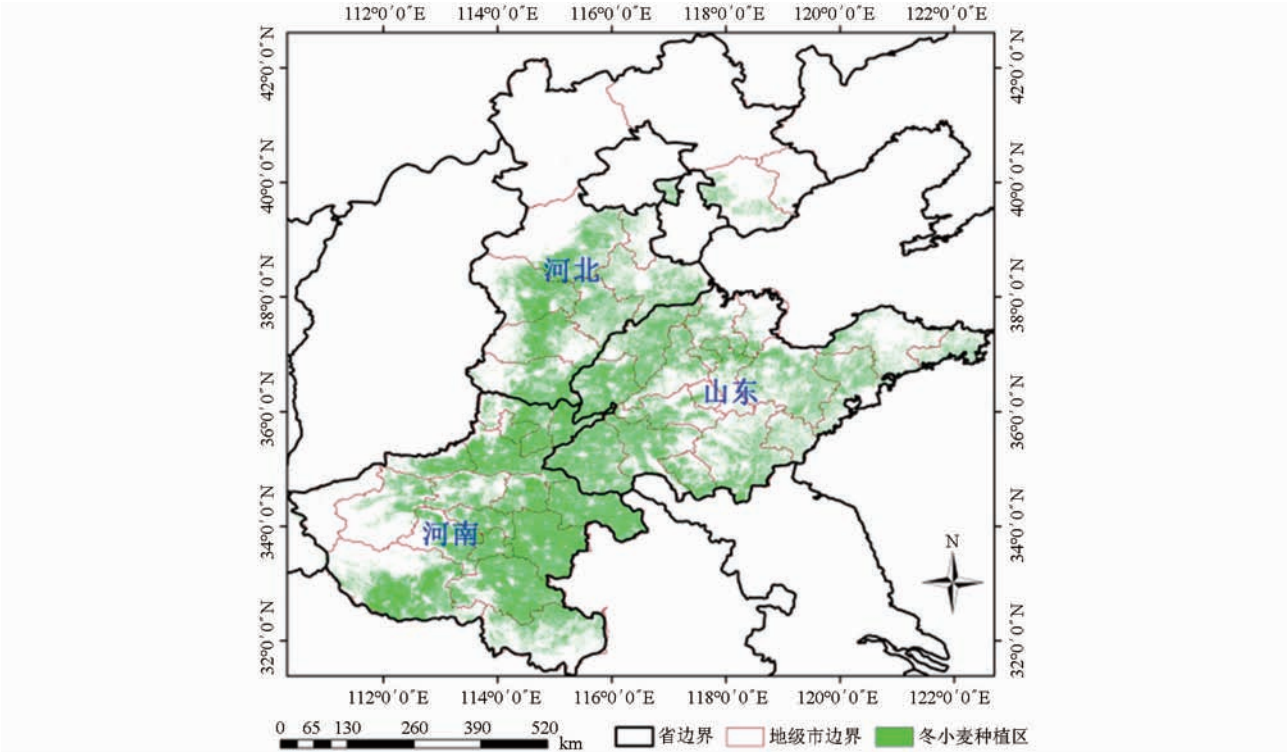 112°0′0″E 114°0′0″E 116°0′0″E 118°0′0″E 120°0′0″E 122°0′0″E
42°0′0″N 42°0′0″N
40°0′0″N 40°0′0″N
河北
38°0′0″N 38°0′0″N
山东
36°0′0″N 36°0′0″N
河南
34°0′0″N 34°0′0″N
N
32°0′0″N 32°0′0″N
112°0′0″E 114°0′0″E 116°0′0″E 118°0′0″E 120°0′0″E 122°0′0″E
0 65 130 260 390 520
km
省边界 地级市边界 冬小麦种植区